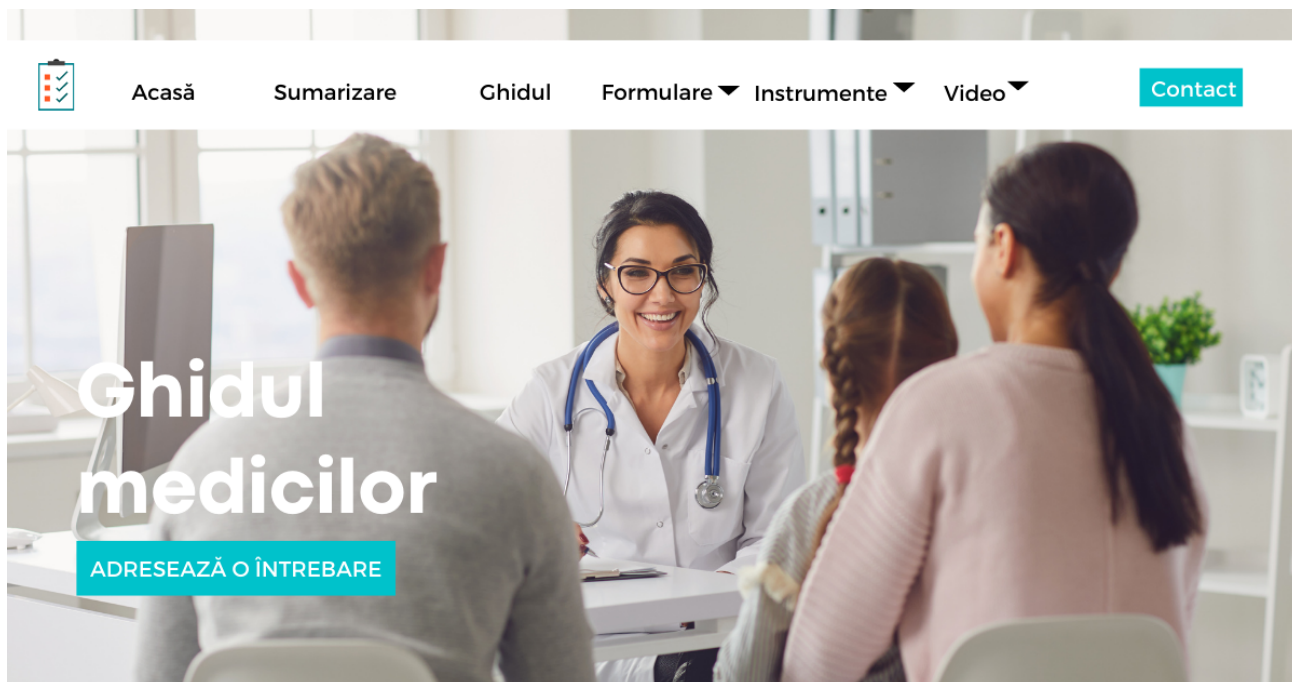 Acasă
Sumarizare
Ghidul
Formulare
Instrumente
Video
Contact
Ghidul
medicilor
ADRESEAZĂ O ÎNTREBARE